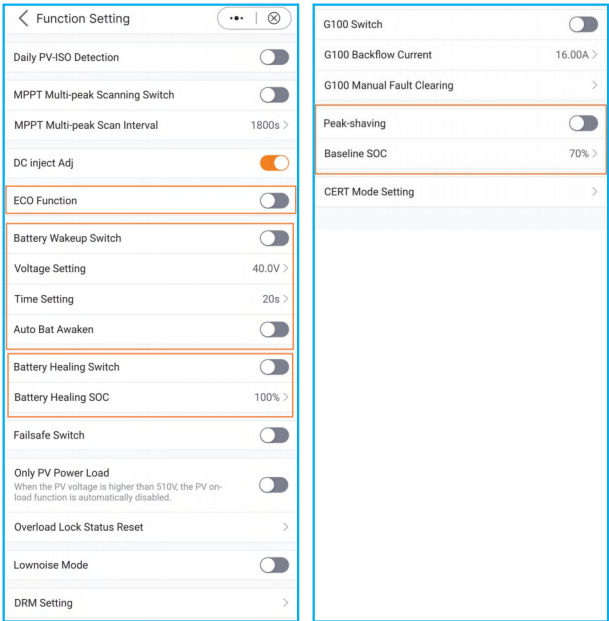 Function Setting
Daily PV-ISO Detection
MPPT Multi-peak Scanning Switch
MPPT Multi-peak Scan Interval 1800s
DC inject Adj
ECO Function
Battery Wakeup Switch
Voltage Setting 40.0V
Time Setting 20s
Auto Bat Awaken
Battery Healing Switch
Battery Healing SOC 100%
Failsafe Switch
Only PV Power Load
When the PV voltage is higher than 510V, the PV on-
load function is automatically disabled.
Overload Lock Status Reset
Lownoise Mode
DRM Setting
G100 Switch
G100 Backflow Current 16.00A
G100 Manual Fault Clearing
Peak-shaving
Baseline SOC 70%
CERT Mode Setting